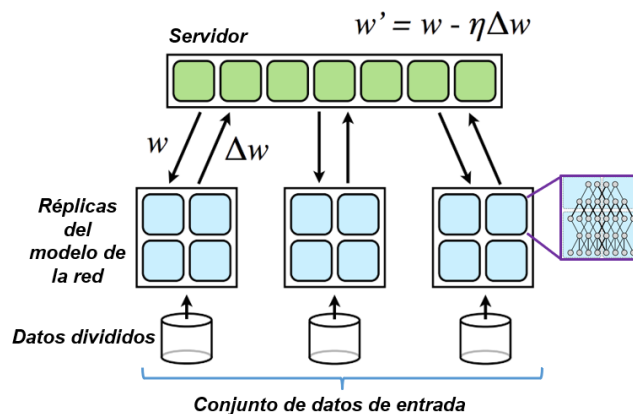 Servidor
w' = w - ηΔw
w
Δw
Réplicas
del
modelo de
la red
Datos divididos
Conjunto de datos de entrada